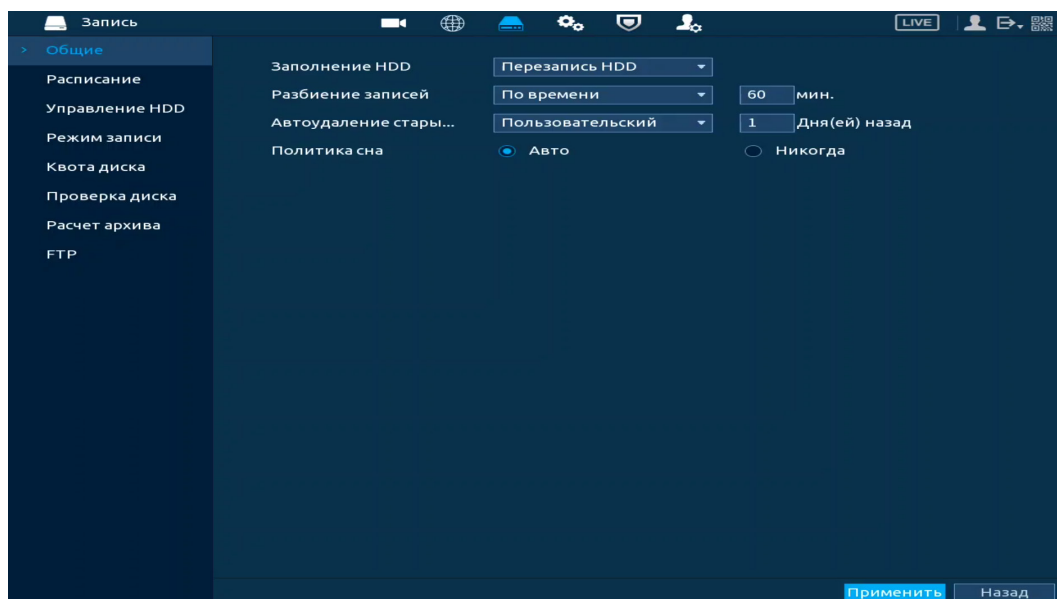 Запись
LIVE
Общие
Расписание
Управление HDD
Режим записи
Квота диска
Проверка диска
Расчет архива
FTP
Заполнение HDD Перезапись HDD
Разбиение записей По времени 60 мин.
Автоудаление стары... Пользовательский 1 Дня(ей) назад
Политика сна Авто Никогда
Применить Назад